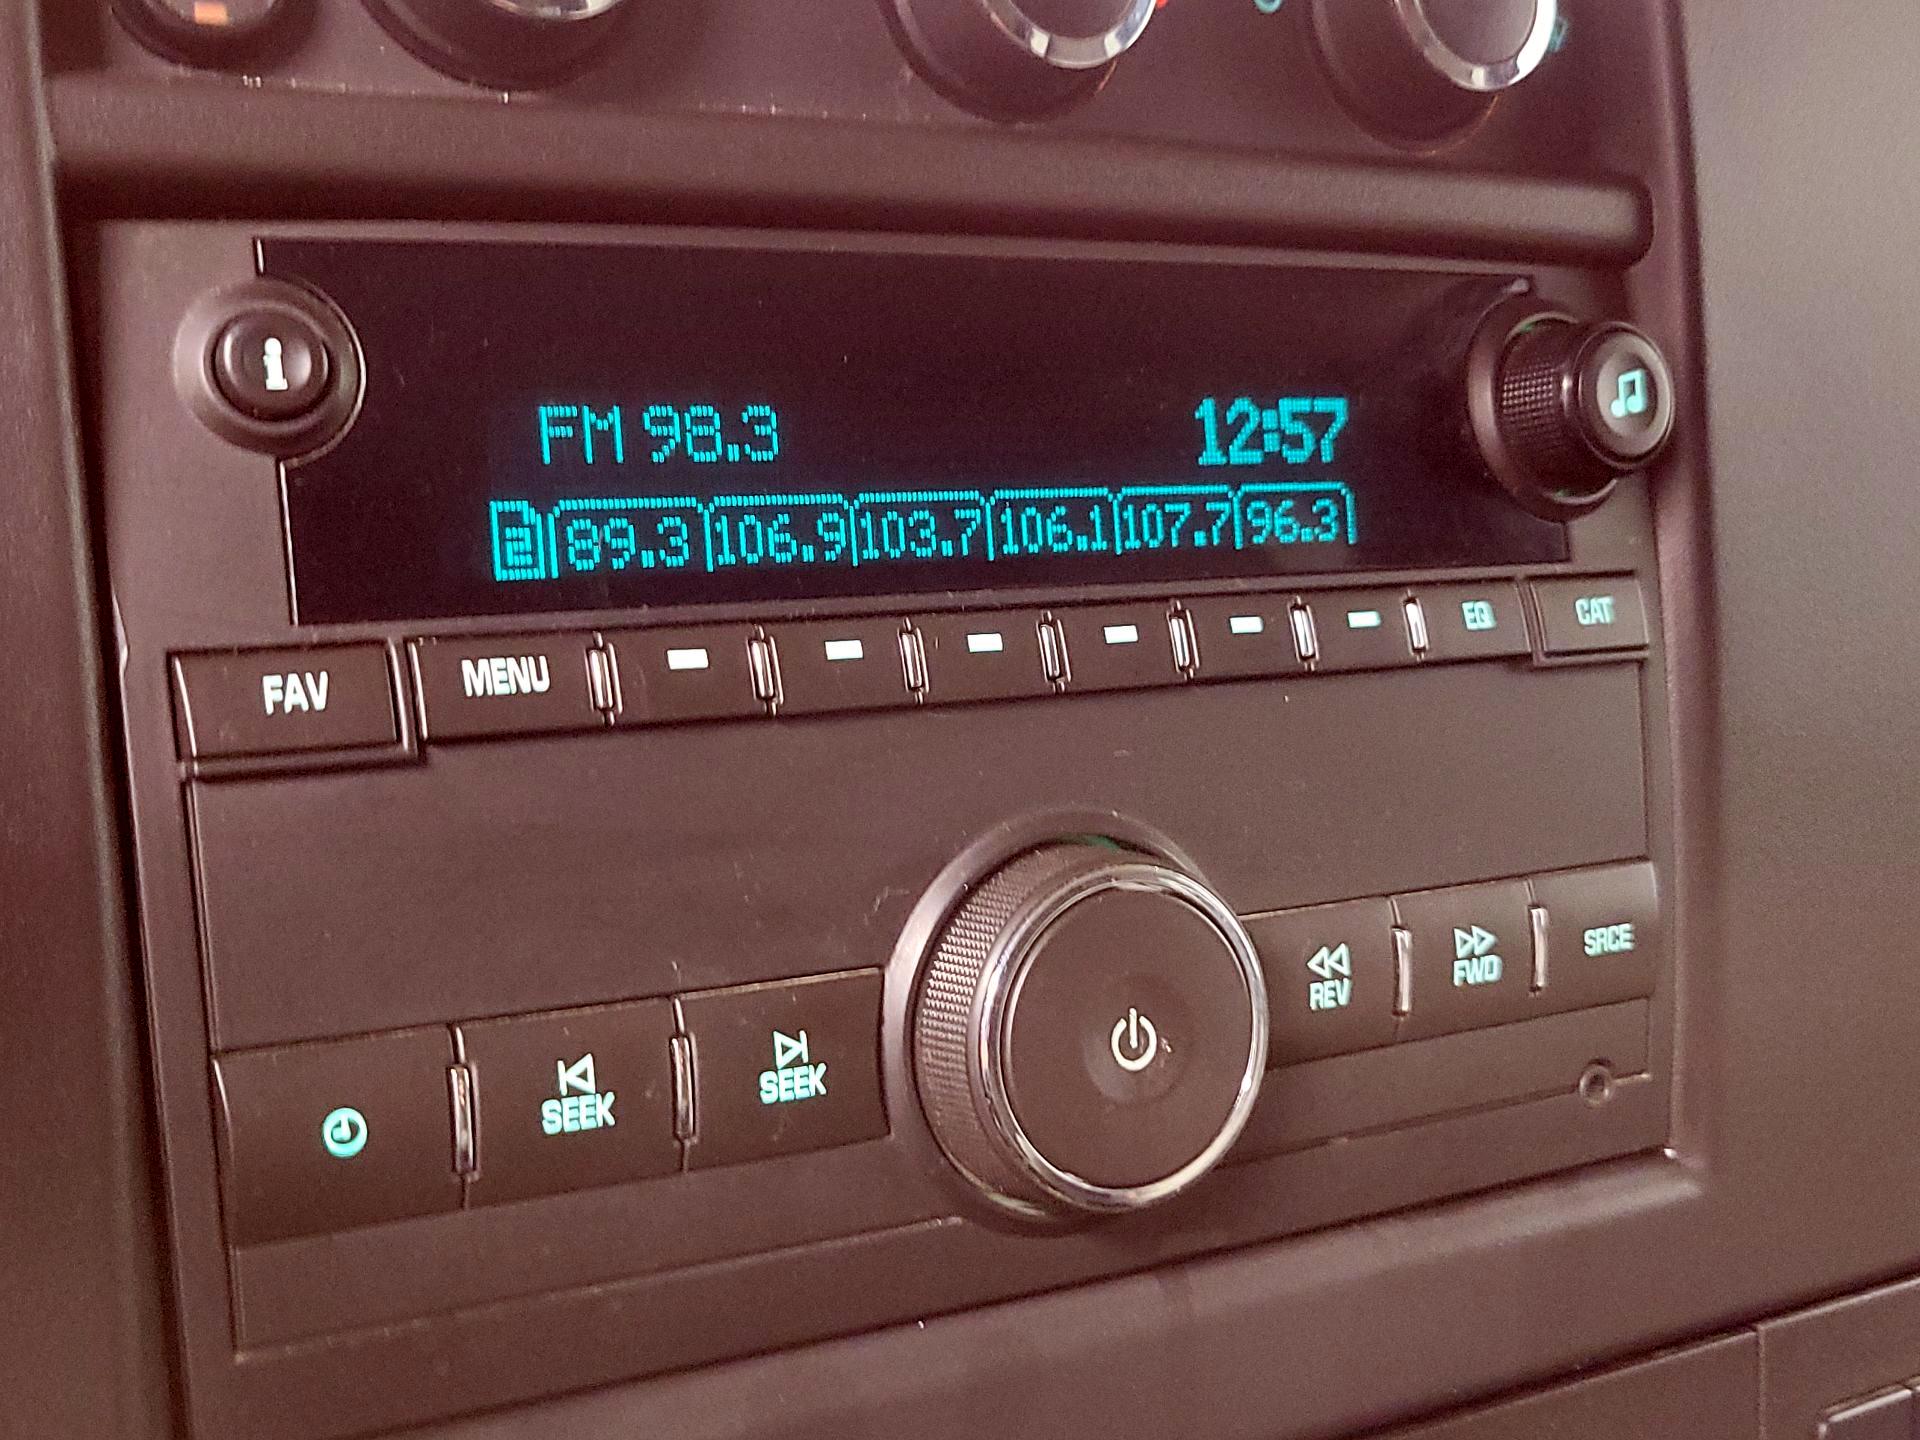 i
FM 98.3 12:57
2 89.3 106.9 103.7 106.1 107.7 96.3
FAV MENU EQ CAT
SEEK SEEK REV FWD SRCE